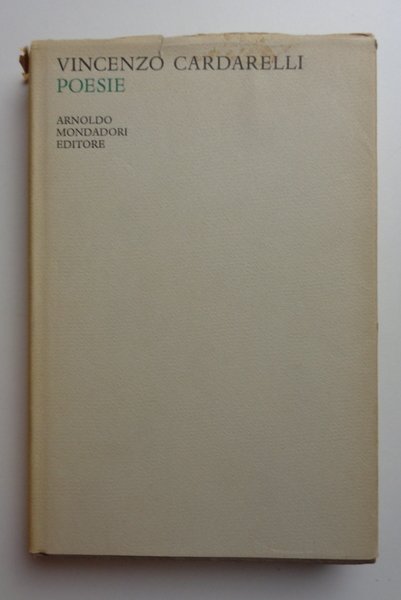 VINCENZO CARDARELLI
POESIE
ARNOLDO
MONDADORI
EDITORE